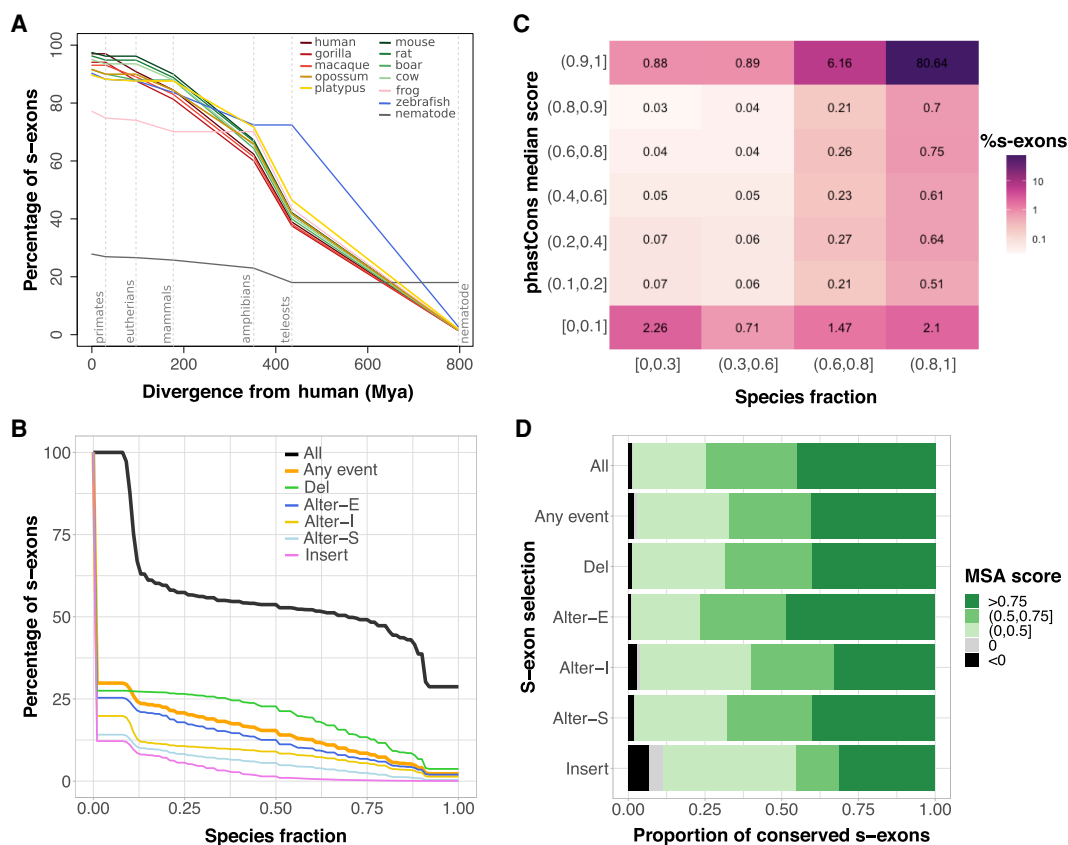 A
Percentage of s−exons
100
80
60
40
20
0
human
gorilla
macaque
opossum
platypus
mouse
rat
boar
cow
frog
zebrafish
nematode
primates
eutherians
mammals
amphibians
teleosts
nematode
0 200 400 600 800
Divergence from human (Mya)
C
phastCons median score
(0.9,1] 0.88 0.89 6.16 80.64
(0.8,0.9] 0.03 0.04 0.21 0.7
(0.6,0.8] 0.04 0.04 0.26 0.75
(0.4,0.6] 0.05 0.05 0.23 0.61
(0.2,0.4] 0.07 0.06 0.27 0.64
(0.1,0.2] 0.07 0.06 0.21 0.51
[0,0.1] 2.26 0.71 1.47 2.1
[0,0.3] (0.3,0.6] (0.6,0.8] (0.8,1]
Species fraction
%s-exons
10
1
0.1
B
Percentage of s−exons
100
75
50
25
0
All
Any event
Del
Alter−E
Alter−I
Alter−S
Insert
0.00 0.25 0.50 0.75 1.00
Species fraction
D
S−exon selection
All
Any event
Del
Alter−E
Alter−I
Alter−S
Insert
0.00 0.25 0.50 0.75 1.00
Proportion of conserved s−exons
MSA score
>0.75
(0.5,0.75]
(0,0.5]
0
<0